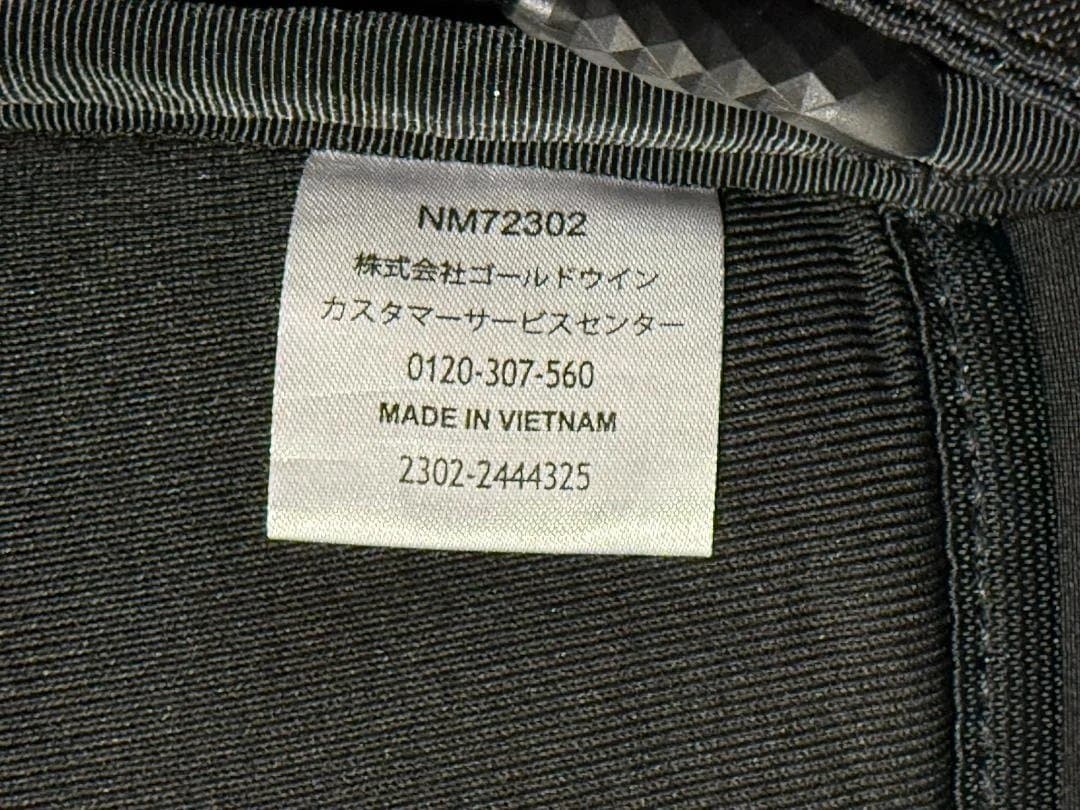 NM72302
株式会社ゴールドウイン
カスタマーサービスセンター
0120-307-560
MADE IN VIETNAM
2302-2444325